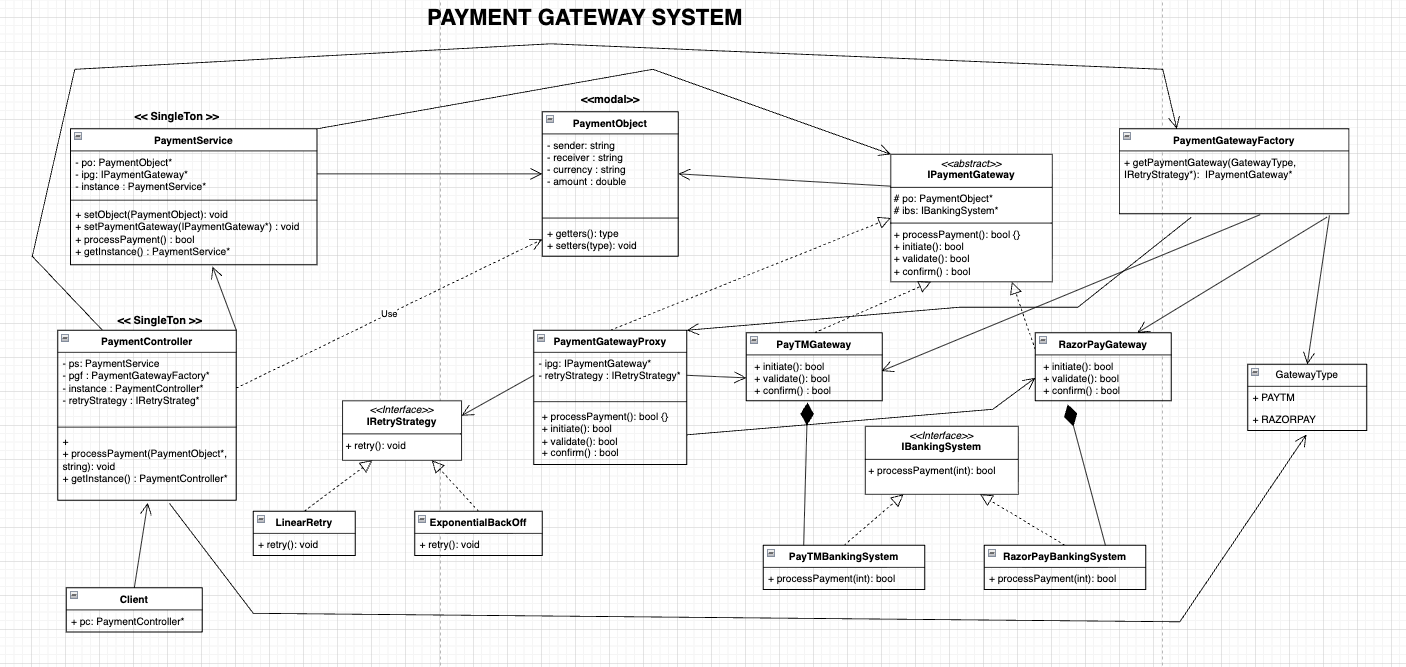 PAYMENT GATEWAY SYSTEM
<< SingleTon >>
PaymentService
- po: PaymentObject*
- ipg: IPaymentGateway*
- instance : PaymentService*
+ setObject(PaymentObject): void
+ setPaymentGateway(IPaymentGateway*) : void
+ processPayment() : bool
+ getInstance() : PaymentService*
<<modal>>
PaymentObject
- sender: string
- receiver : string
- currency : string
- amount : double
+ getters(): type
+ setters(type): void
<<abstract>>
IPaymentGateway
# po: PaymentObject*
# ibs: IBankingSystem*
+ processPayment(): bool {}
+ initiate(): bool
+ validate(): bool
+ confirm() : bool
PaymentGatewayFactory
+ getPaymentGateway(GatewayType,
IRetryStrategy*): IPaymentGateway*
Use
<< SingleTon >>
PaymentController
- ps: PaymentService
- pgf : PaymentGatewayFactory*
- instance : PaymentController*
- retryStrategy : IRetryStrateg*
+
+ processPayment(PaymentObject*,
string): void
+ getInstance() : PaymentController*
<<Interface>>
IRetryStrategy
+ retry(): void
PaymentGatewayProxy
- ipg: IPaymentGateway*
- retryStrategy : IRetryStrategy*
+ processPayment(): bool {}
+ initiate(): bool
+ validate(): bool
+ confirm() : bool
PayTMGateway
+ initiate(): bool
+ validate(): bool
+ confirm() : bool
RazorPayGateway
+ initiate(): bool
+ validate(): bool
+ confirm() : bool
GatewayType
+ PAYTM
+ RAZORPAY
<<Interface>>
IBankingSystem
+ processPayment(int): bool
LinearRetry
+ retry(): void
ExponentialBackOff
+ retry(): void
PayTMBankingSystem
+ processPayment(int): bool
RazorPayBankingSystem
+ processPayment(int): bool
Client
+ pc: PaymentController*